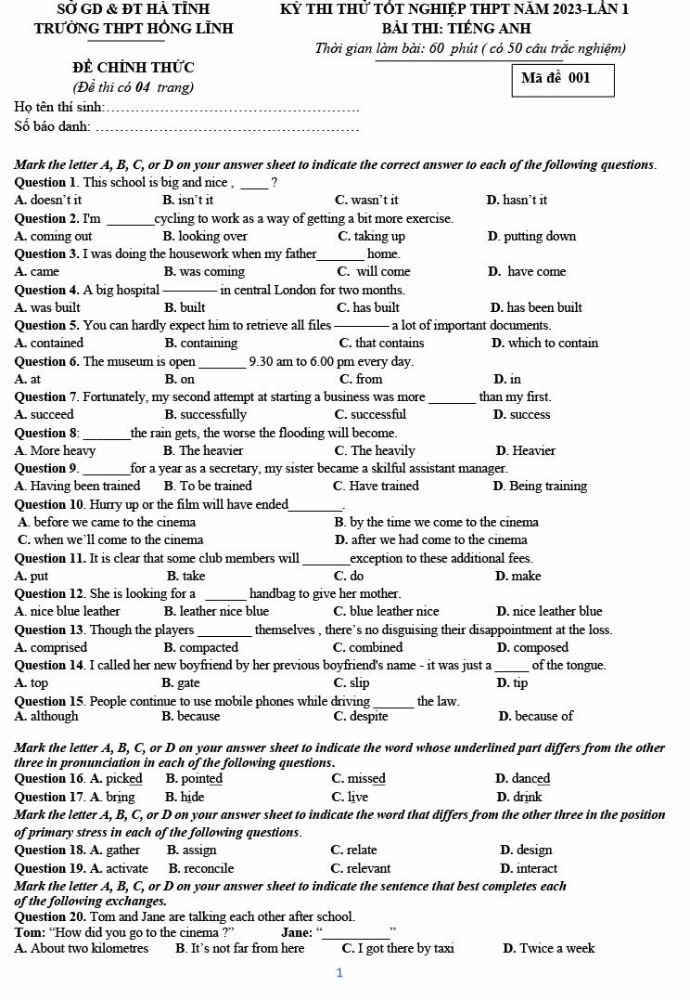 SỞ GD & ĐT HÀ TĨNH
TRƯỜNG THPT HỒNG LĨNH
KỲ THI THỬ TỐT NGHIỆP THPT NĂM 2023-LẦN 1
BÀI THI: TIẾNG ANH
Thời gian làm bài: 60 phút ( có 50 câu trắc nghiệm)
ĐỀ CHÍNH THỨC
(Đề thi có 04 trang)
Mã đề 001
Họ tên thí sinh:......................................................
Số báo danh: ......................................................
Mark the letter A, B, C, or D on your answer sheet to indicate the correct answer to each of the following questions.
Question 1. This school is big and nice , _____ ?
A. doesn't it B. isn't it C. wasn't it D. hasn't it
Question 2. I'm ________cycling to work as a way of getting a bit more exercise.
A. coming out B. looking over C. taking up D. putting down
Question 3. I was doing the housework when my father________ home.
A. came B. was coming C. will come D. have come
Question 4. A big hospital ———— in central London for two months.
A. was built B. built C. has built D. has been built
Question 5. You can hardly expect him to retrieve all files ———— a lot of important documents.
A. contained B. containing C. that contains D. which to contain
Question 6. The museum is open ________ 9.30 am to 6.00 pm every day.
A. at B. on C. from D. in
Question 7. Fortunately, my second attempt at starting a business was more ________ than my first.
A. succeed B. successfully C. successful D. success
Question 8: ________the rain gets, the worse the flooding will become.
A. More heavy B. The heavier C. The heavily D. Heavier
Question 9. ________for a year as a secretary, my sister became a skilful assistant manager.
A. Having been trained B. To be trained C. Have trained D. Being training
Question 10. Hurry up or the film will have ended_________.
A. before we came to the cinema B. by the time we come to the cinema
C. when we'll come to the cinema D. after we had come to the cinema
Question 11. It is clear that some club members will ________exception to these additional fees.
A. put B. take C. do D. make
Question 12. She is looking for a _______ handbag to give her mother.
A. nice blue leather B. leather nice blue C. blue leather nice D. nice leather blue
Question 13. Though the players _________ themselves , there's no disguising their disappointment at the loss.
A. comprised B. compacted C. combined D. composed
Question 14. I called her new boyfriend by her previous boyfriend's name - it was just a ______ of the tongue.
A. top B. gate C. slip D. tip
Question 15. People continue to use mobile phones while driving _______ the law.
A. although B. because C. despite D. because of
Mark the letter A, B, C, or D on your answer sheet to indicate the word whose underlined part differs from the other
three in pronunciation in each of the following questions.
Question 16. A. picked B. pointed C. missed D. danced
Question 17. A. bring B. hide C. live D. drink
Mark the letter A, B, C, or D on your answer sheet to indicate the word that differs from the other three in the position
of primary stress in each of the following questions.
Question 18. A. gather B. assign C. relate D. design
Question 19. A. activate B. reconcile C. relevant D. interact
Mark the letter A, B, C, or D on your answer sheet to indicate the sentence that best completes each
of the following exchanges.
Question 20. Tom and Jane are talking each other after school.
Tom: "How did you go to the cinema ?" Jane: "___________"
A. About two kilometres B. It's not far from here C. I got there by taxi D. Twice a week
1